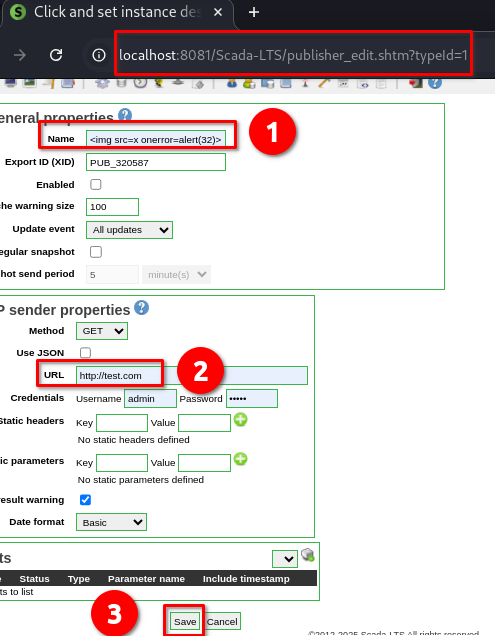 Click and set instance des
localhost:8081/Scada-LTS/publisher_edit.shtm?typeId=1
eneral properties
1
Name <img src=x onerror=alert(32)>
Export ID (XID) PUB_320587
Enabled
che warning size 100
Update event All updates
egular snapshot
hot send period 5 minute(s)
P sender properties
Method GET
Use JSON
2
URL http://test.com
Credentials Username admin Password •••••
Static headers Key Value
No static headers defined
ic parameters Key Value
No static parameters defined
result warning
Date format Basic
ts
e Status Type Parameter name Include timestamp
ts to list
3
Save Cancel
©2012-2025 Scada-LTS All rights reserved